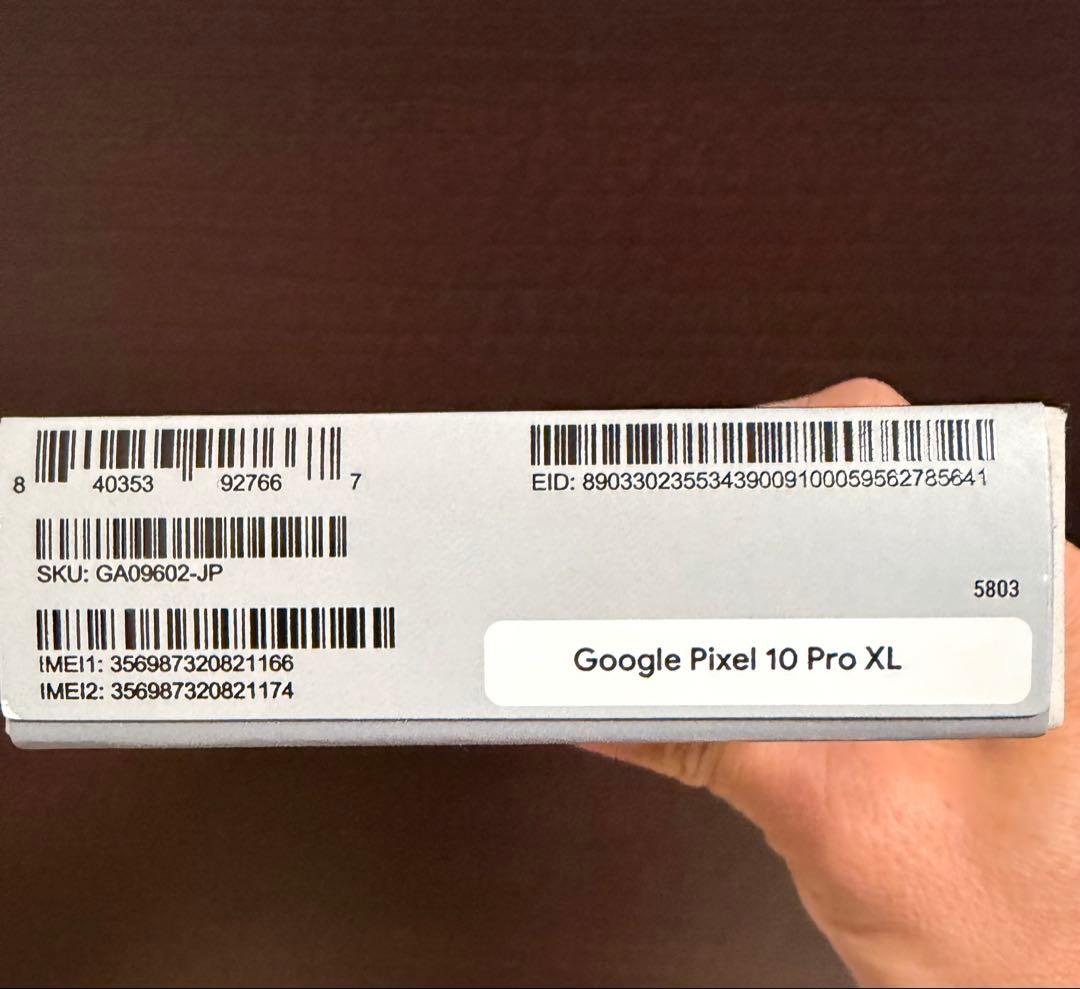 8 40353 92766 7
EID: 89033023553439009100059562785641
SKU: GA09602-JP
5803
IMEI1: 356987320821166
IMEI2: 356987320821174
Google Pixel 10 Pro XL